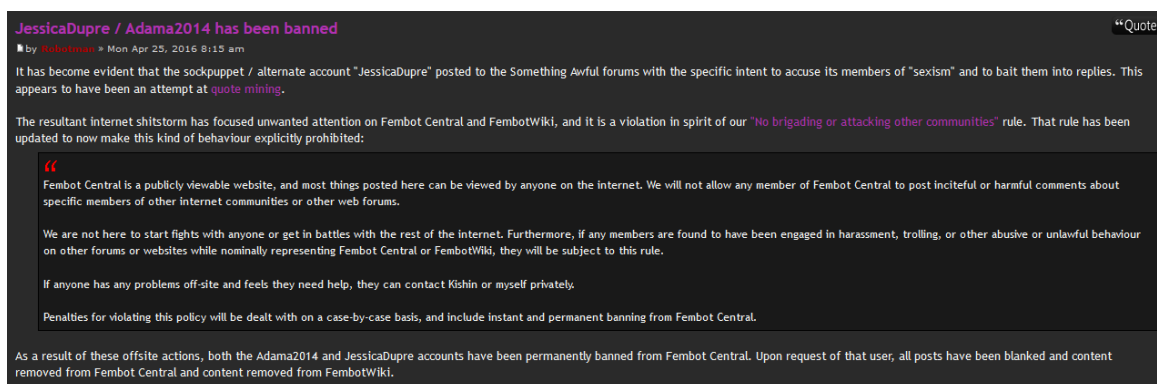 JessicaDupre / Adama2014 has been banned
“Quote
by Robotman » Mon Apr 25, 2016 8:15 am
It has become evident that the sockpuppet / alternate account "JessicaDupre" posted to the Something Awful forums with the specific intent to accuse its members of "sexism" and to bait them into replies. This
appears to have been an attempt at quote mining.
The resultant internet shitstorm has focused unwanted attention on Fembot Central and FembotWiki, and it is a violation in spirit of our "No brigading or attacking other communities" rule. That rule has been
updated to now make this kind of behaviour explicitly prohibited:
“
Fembot Central is a publicly viewable website, and most things posted here can be viewed by anyone on the internet. We will not allow any member of Fembot Central to post inciteful or harmful comments about
specific members of other internet communities or other web forums.
We are not here to start fights with anyone or get in battles with the rest of the internet. Furthermore, if any members are found to have been engaged in harassment, trolling, or other abusive or unlawful behaviour
on other forums or websites while nominally representing Fembot Central or FembotWiki, they will be subject to this rule.
If anyone has any problems off-site and feels they need help, they can contact Kishin or myself privately.
Penalties for violating this policy will be dealt with on a case-by-case basis, and include instant and permanent banning from Fembot Central.
As a result of these offsite actions, both the Adama2014 and JessicaDupre accounts have been permanently banned from Fembot Central. Upon request of that user, all posts have been blanked and content
removed from Fembot Central and content removed from FembotWiki.